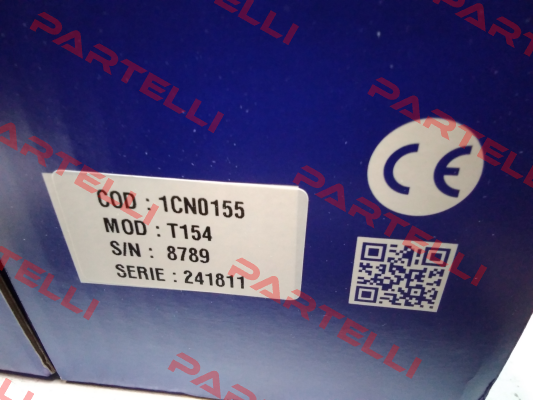 PARTELLI
PARTELLI
PARTELLI
PARTELLI
COD : 1CN0155
MOD : T154
S/N : 8789
SERIE : 241811
CE
PARTELLI
PARTELLI
PARTELLI